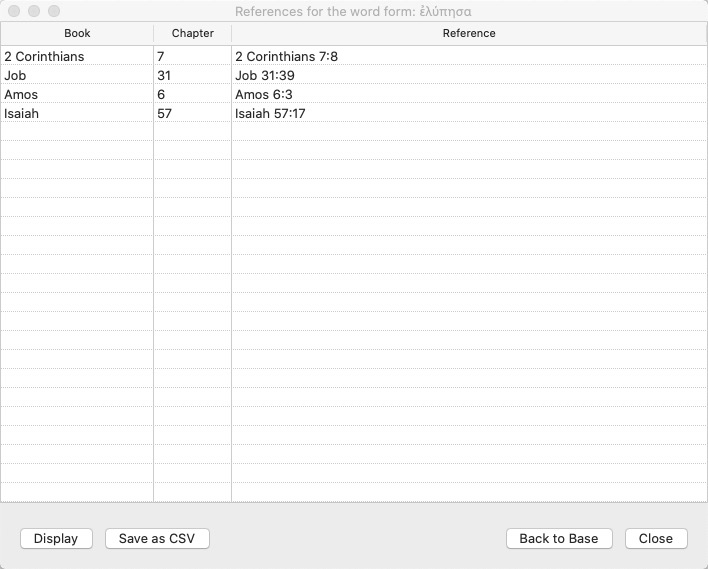 References for the word form: ἐλύπησα
Book Chapter Reference
2 Corinthians 7 2 Corinthians 7:8
Job 31 Job 31:39
Amos 6 Amos 6:3
Isaiah 57 Isaiah 57:17
Display Save as CSV Back to Base Close